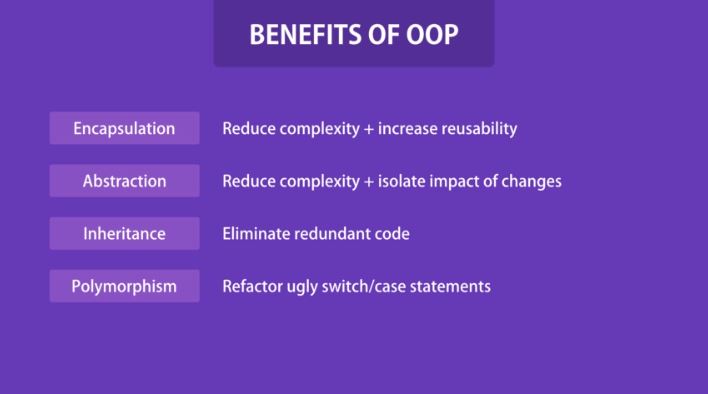 BENEFITS OF OOP
Encapsulation Reduce complexity + increase reusability
Abstraction Reduce complexity + isolate impact of changes
Inheritance Eliminate redundant code
Polymorphism Refactor ugly switch/case statements